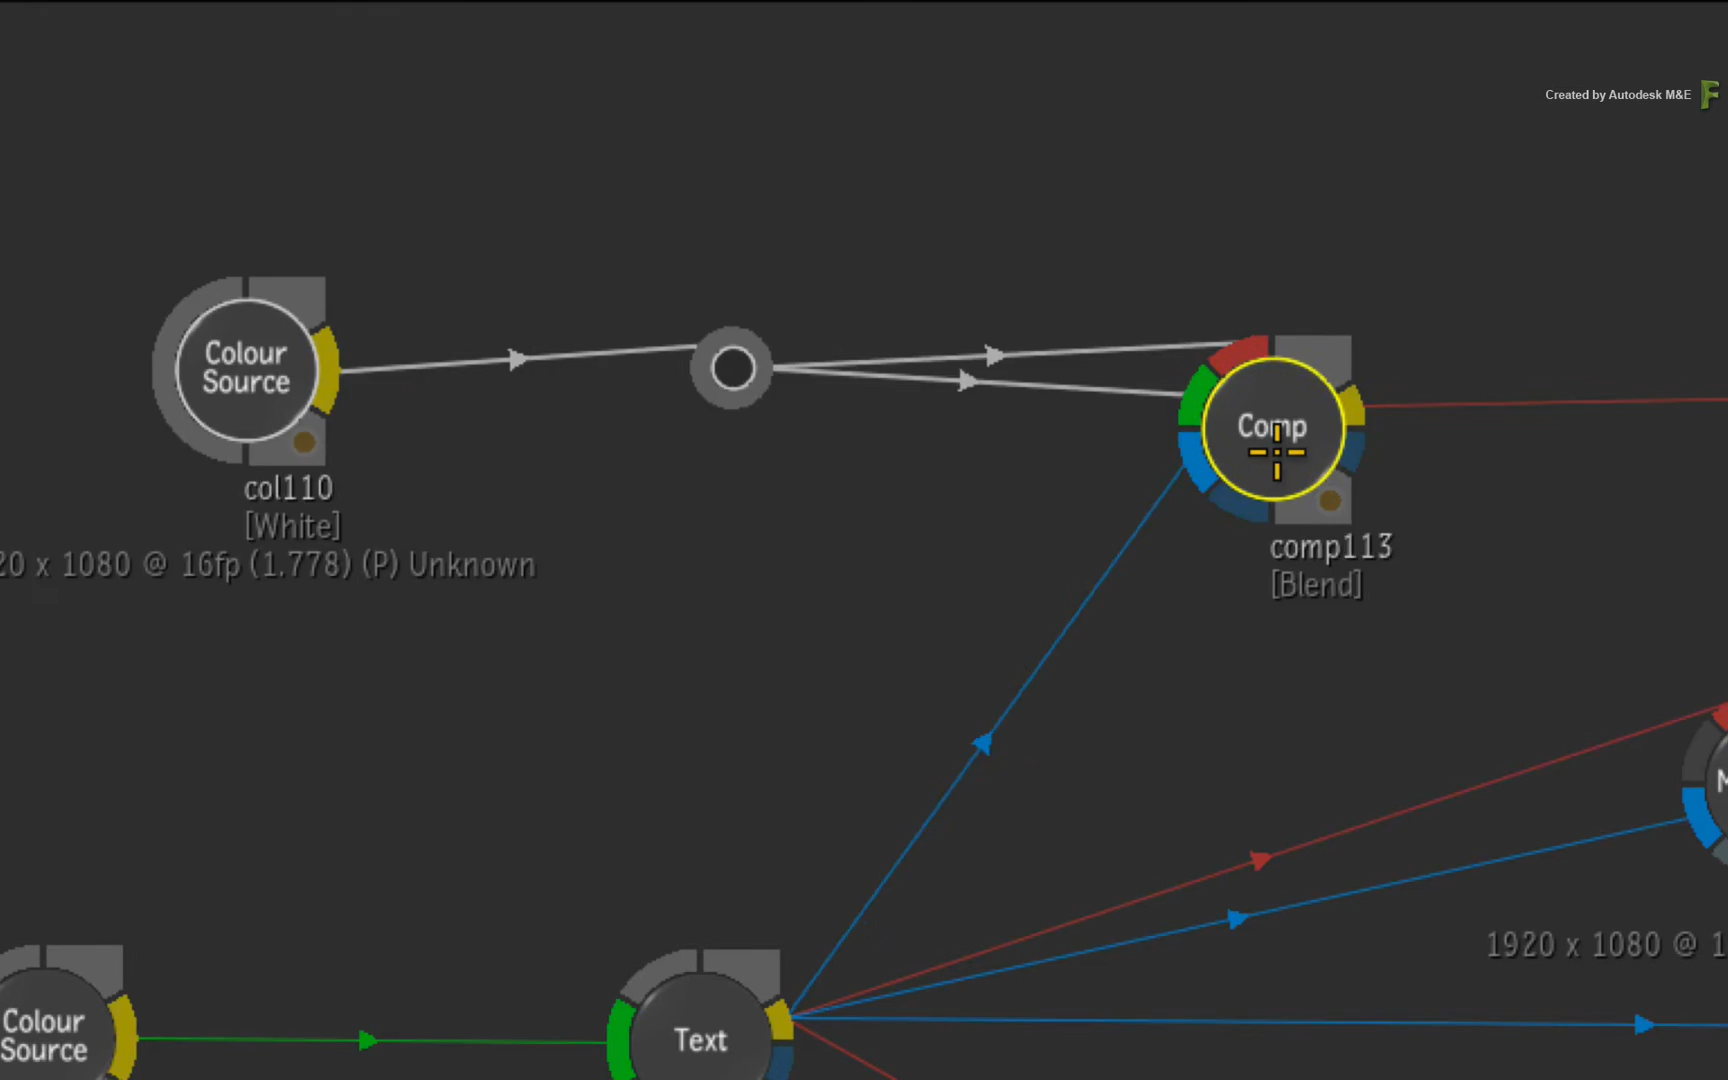 Created by Autodesk M&E
Colour
Source
col110
[White]
20 x 1080 @ 16fp (1.778) (P) Unknown
Comp
comp113
[Blend]
1920 x 1080 @ 1
Colour
Source
Text